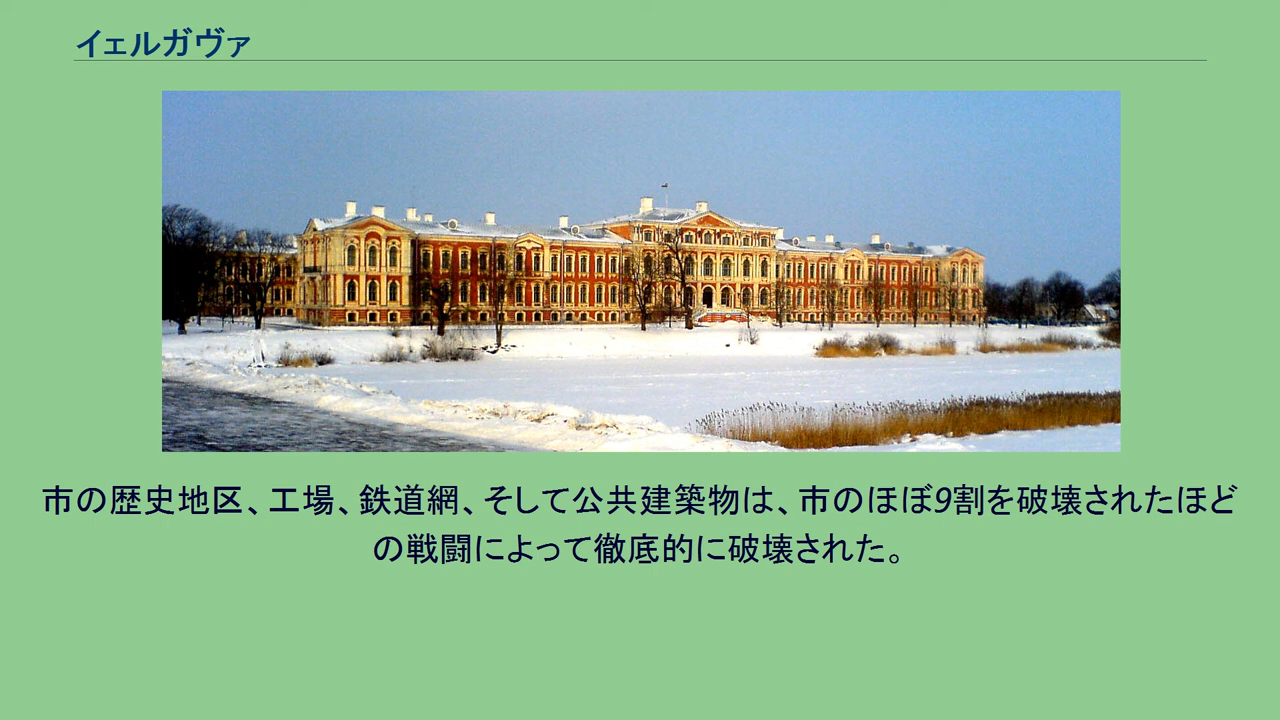 イェルガヴァ
市の歴史地区、工場、鉄道網、そして公共建築物は、市のほぼ9割を破壊されたほど
の戦闘によって徹底的に破壊された。